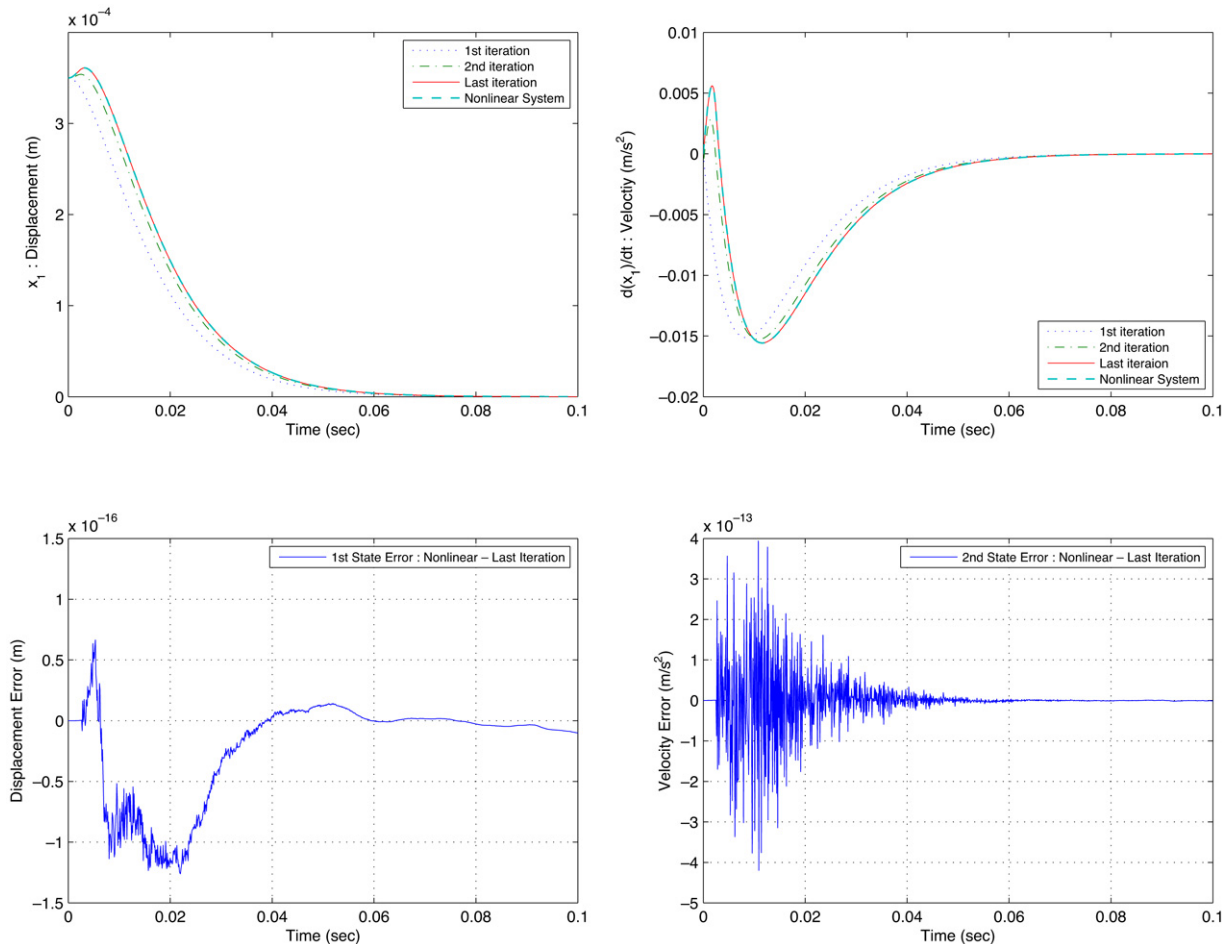 x 10−4
x1 : Displacement (m)
4
3
2
1
0
0
0.02
0.04
0.06
0.08
0.1
Time (sec)
1st iteration
2nd iteration
Last iteration
Nonlinear System
d(x1)/dt : Veloctiy (m/s2)
0.01
0.005
0
−0.005
−0.01
−0.015
−0.02
0
0.02
0.04
0.06
0.08
0.1
Time (sec)
1st iteration
2nd iteration
Last iteraion
Nonlinear System
x 10−16
Displacement Error (m)
1.5
1
0.5
0
−0.5
−1
−1.5
0
0.02
0.04
0.06
0.08
0.1
Time (sec)
1st State Error : Nonlinear − Last Iteration
x 10−13
Velocity Error (m/s2)
4
3
2
1
0
−1
−2
−3
−4
−5
0
0.02
0.04
0.06
0.08
0.1
Time (sec)
2nd State Error : Nonlinear − Last Iteration